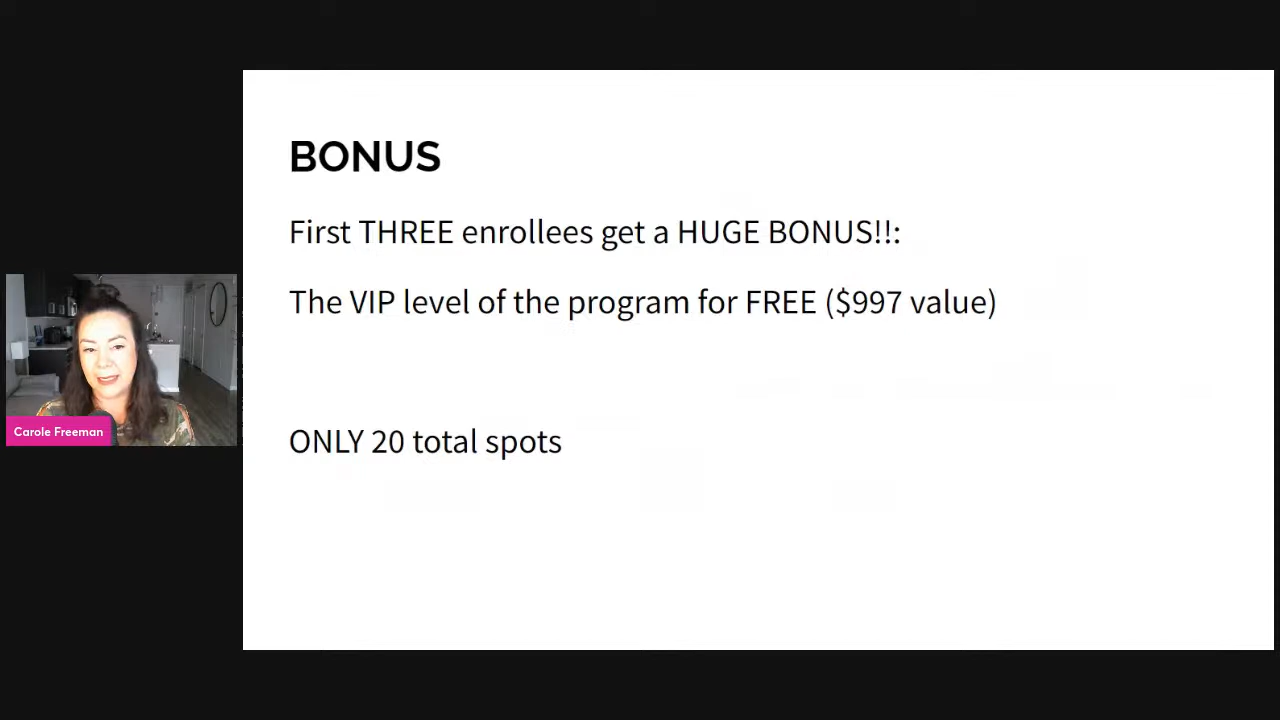 BONUS
First THREE enrollees get a HUGE BONUS!!:
The VIP level of the program for FREE ($997 value)
ONLY 20 total spots
Carole Freeman